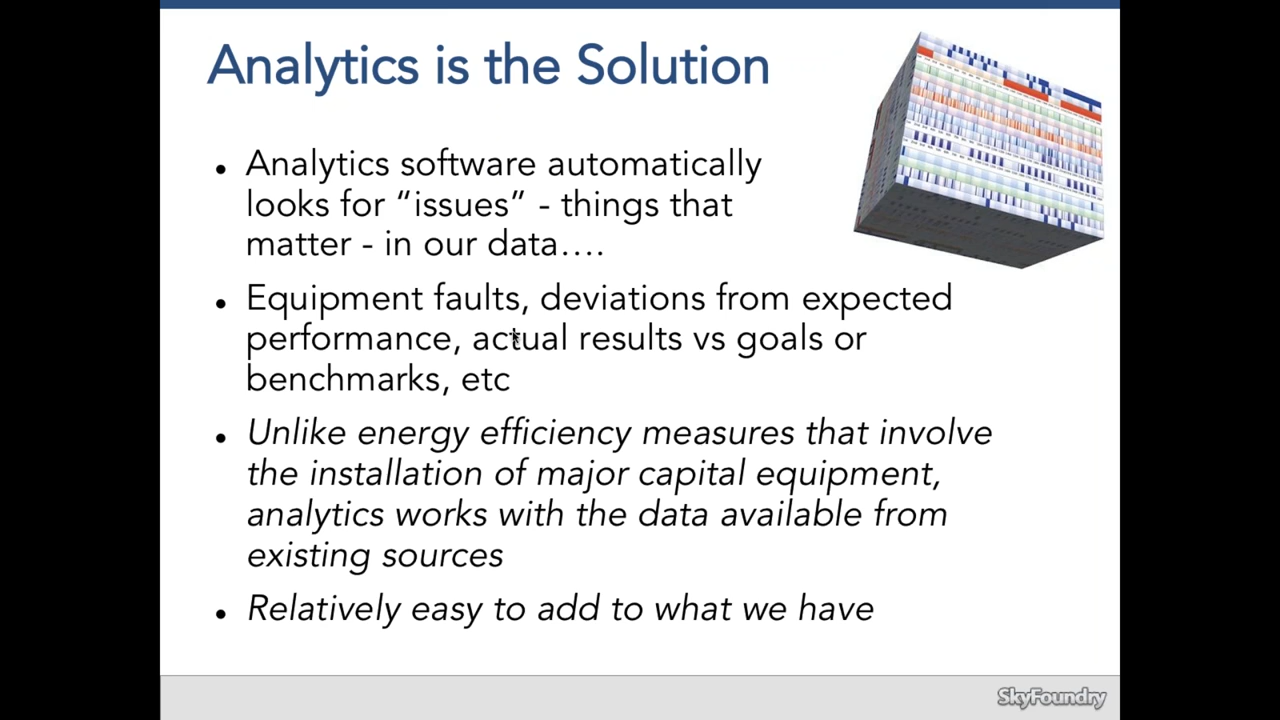 Analytics is the Solution
• Analytics software automatically
looks for “issues” - things that
matter - in our data….
• Equipment faults, deviations from expected
performance, actual results vs goals or
benchmarks, etc
• Unlike energy efficiency measures that involve
the installation of major capital equipment,
analytics works with the data available from
existing sources
• Relatively easy to add to what we have
SkyFoundry